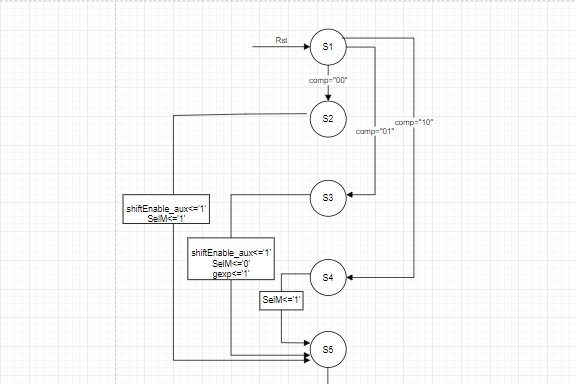 Rst
S1
comp="00"
S2
comp="10"
comp="01"
shiftEnable_aux<='1'
SelM<='1'
S3
shiftEnable_aux<='1'
SelM<='0'
gexp<='1'
S4
SelM<='1'
S5